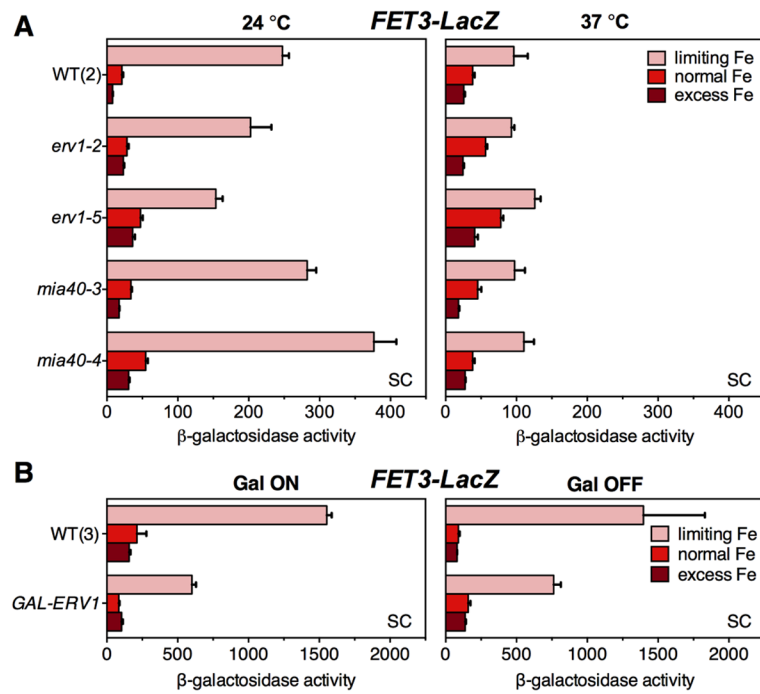 A
24 °C FET3-LacZ 37 °C
WT(2)
erv1-2
erv1-5
mia40-3
mia40-4
limiting Fe
normal Fe
excess Fe
SC SC
0 100 200 300 400 0 100 200 300 400
β-galactosidase activity β-galactosidase activity
B
Gal ON FET3-LacZ Gal OFF
WT(3)
GAL-ERV1
limiting Fe
normal Fe
excess Fe
SC SC
0 500 1000 1500 2000 0 500 1000 1500 2000
β-galactosidase activity β-galactosidase activity